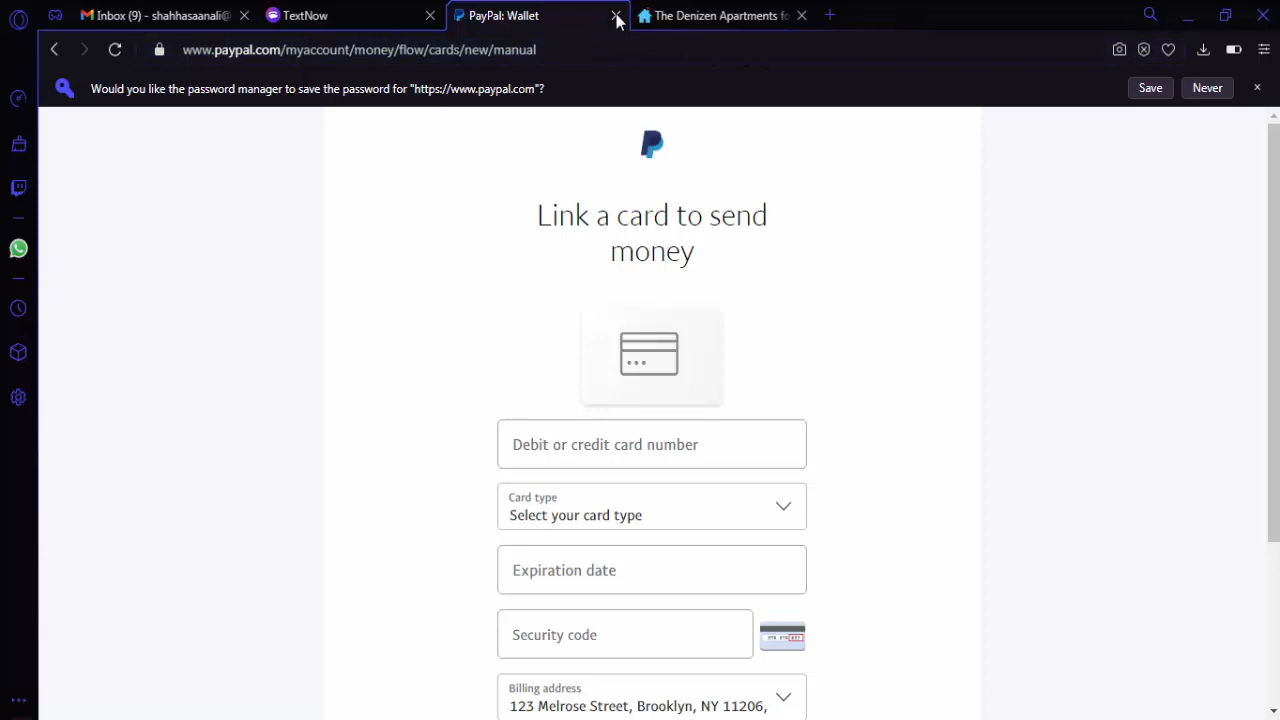 Inbox (9) - shahhasaanali@
TextNow
PayPal: Wallet
The Denizen Apartments fo
www.paypal.com/myaccount/money/flow/cards/new/manual
Would you like the password manager to save the password for "https://www.paypal.com"?
Save
Never
Link a card to send
money
Debit or credit card number
Card type
Select your card type
Expiration date
Security code
Billing address
123 Melrose Street, Brooklyn, NY 11206,